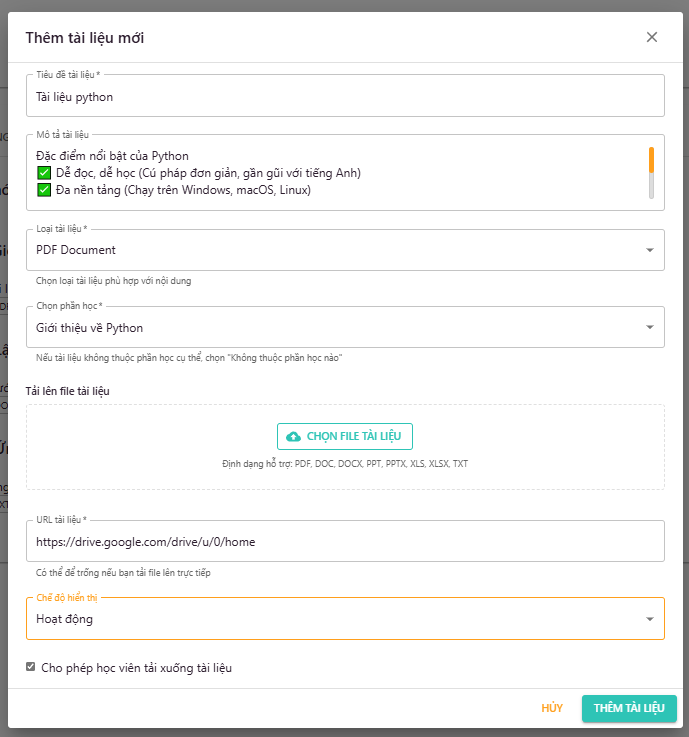 Thêm tài liệu mới
Tiêu đề tài liệu *
Tài liệu python
Mô tả tài liệu
Đặc điểm nổi bật của Python
✅ Dễ đọc, dễ học (Cú pháp đơn giản, gần gũi với tiếng Anh)
✅ Đa nền tảng (Chạy trên Windows, macOS, Linux)
Loại tài liệu *
PDF Document
Chọn loại tài liệu phù hợp với nội dung
Chọn phần học *
Giới thiệu về Python
Nếu tài liệu không thuộc phần học cụ thể, chọn "Không thuộc phần học nào"
Tải lên file tài liệu
CHỌN FILE TÀI LIỆU
Định dạng hỗ trợ: PDF, DOC, DOCX, PPT, PPTX, XLS, XLSX, TXT
URL tài liệu *
https://drive.google.com/drive/u/0/home
Có thể để trống nếu bạn tải file lên trực tiếp
Chế độ hiển thị
Hoạt động
Cho phép học viên tải xuống tài liệu
HỦY
THÊM TÀI LIỆU